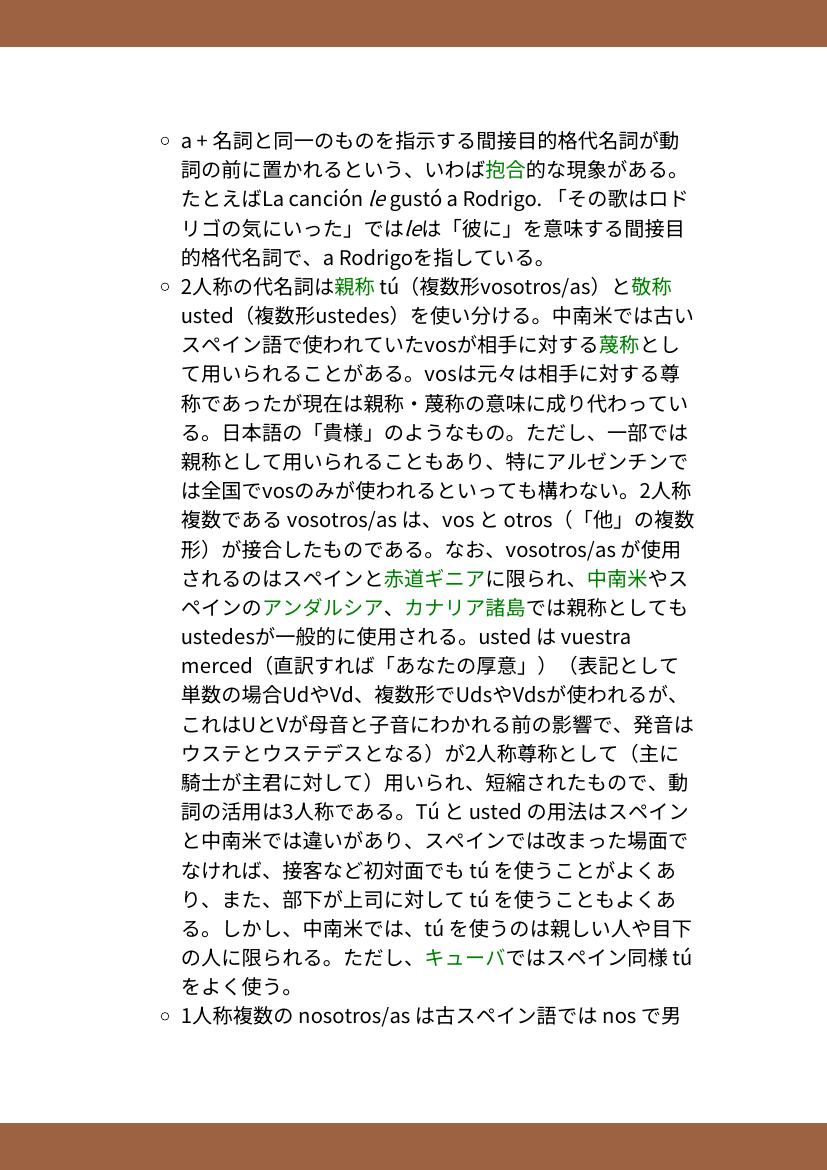 a + 名詞と同一のものを指示する間接目的格代名詞が動
詞の前に置かれるという、いわば抱合的な現象がある。
たとえばLa canción le gustó a Rodrigo. 「その歌はロド
リゴの気にいった」ではleは「彼に」を意味する間接目
的格代名詞で、a Rodrigoを指している。
2人称の代名詞は親称 tú（複数形vosotros/as）と敬称
usted（複数形ustedes）を使い分ける。中南米では古い
スペイン語で使われていたvosが相手に対する蔑称とし
て用いられることがある。vosは元々は相手に対する尊
称であったが現在は親称・蔑称の意味に成り代わってい
る。日本語の「貴様」のようなもの。ただし、一部では
親称として用いられることもあり、特にアルゼンチンで
は全国でvosのみが使われるといっても構わない。2人称
複数である vosotros/as は、vos と otros（「他」の複数
形）が接合したものである。なお、vosotros/as が使用
されるのはスペインと赤道ギニアに限られ、中南米やス
ペインのアンダルシア、カナリア諸島では親称としても
ustedesが一般的に使用される。usted は vuestra
merced（直訳すれば「あなたの厚意」）（表記として
単数の場合UdやVd、複数形でUdsやVdsが使われるが、
これはUとVが母音と子音にわかれる前の影響で、発音は
ウステとウステデスとなる）が2人称尊称として（主に
騎士が主君に対して）用いられ、短縮されたもので、動
詞の活用は3人称である。Tú と usted の用法はスペイン
と中南米では違いがあり、スペインでは改まった場面で
なければ、接客など初対面でも tú を使うことがよくあ
り、また、部下が上司に対して tú を使うこともよくあ
る。しかし、中南米では、tú を使うのは親しい人や目下
の人に限られる。ただし、キューバではスペイン同様 tú
をよく使う。
1人称複数の nosotros/as は古スペイン語では nos で男